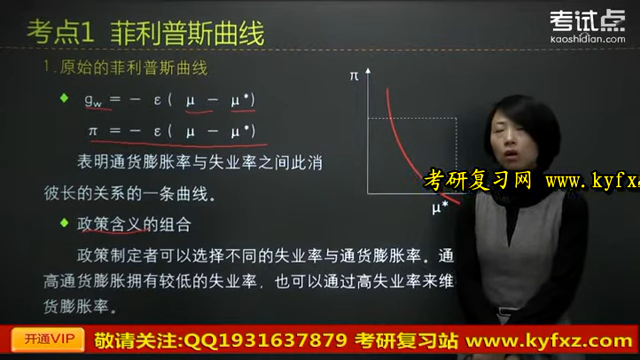 考点1 菲利普斯曲线
考试点
kaoshidian.com
1.原始的菲利普斯曲线
◆ gw = － ε( μ － μ*)
π = － ε( μ － μ*)
表明通货膨胀率与失业率之间此消
彼长的关系的一条曲线。
◆ 政策含义的组合
政策制定者可以选择不同的失业率与通货膨胀率。通
高通货膨胀拥有较低的失业率，也可以通过高失业率来维
货膨胀率。
π
μ*
考研复习网 www.kyfxz
开通VIP
敬请关注:QQ1931637879 考研复习站 www.kyfxz.com